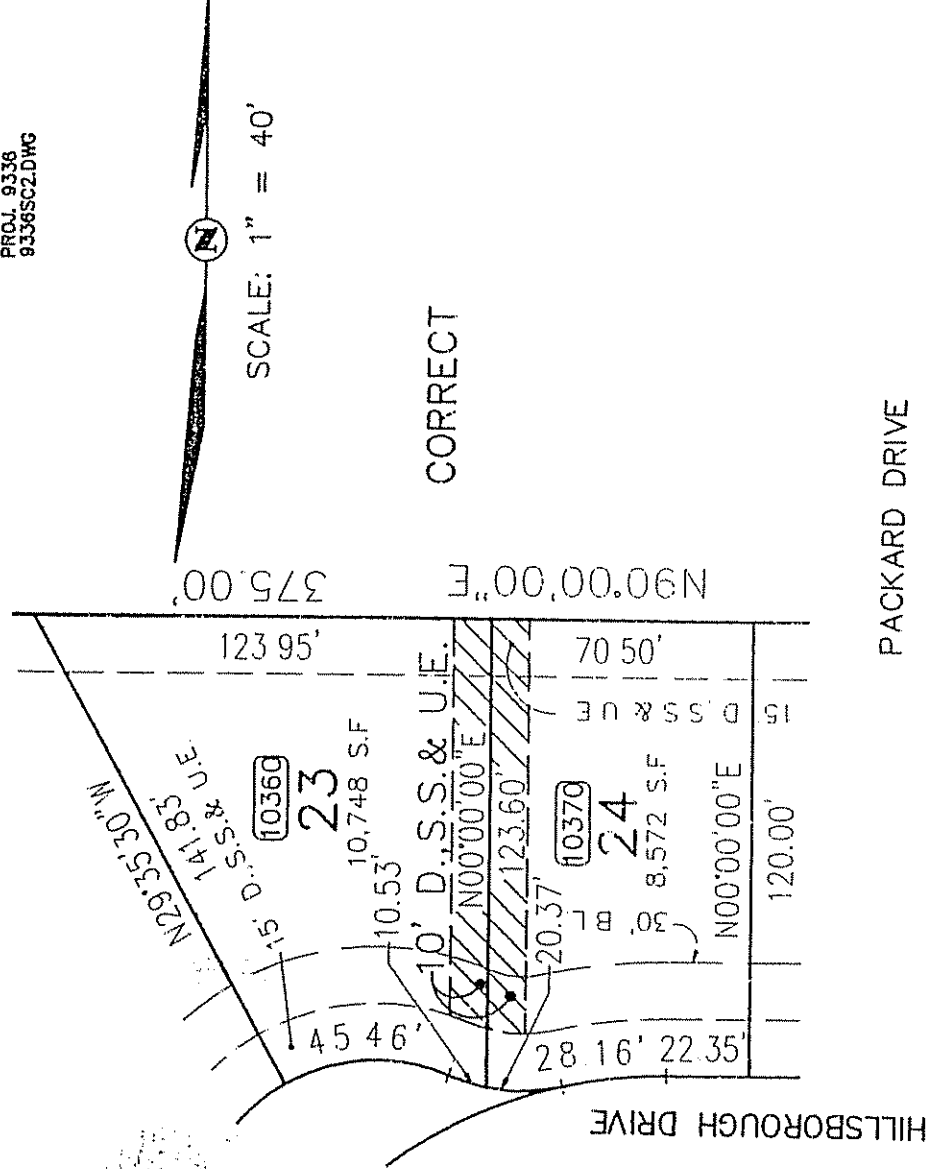 PROJ. 9336
9336SC2.DWG
N
SCALE: 1" = 40'
CORRECT
375.00'
N90°00'00"E
123 95'
70 50'
N29°35'30"W
141.83'
15' D.,S.S.& U.E.
10360
23
10,748 S.F
10.53'
10' D.,S.S.& U.E.
N00°00'00"E
123.60'
15' D. S S & U E
10370
24
8,572 S.F
20.37'
30' B L
N00°00'00"E
120.00'
45 46'
28 16'
22.35'
HILLSBOROUGH DRIVE
PACKARD DRIVE